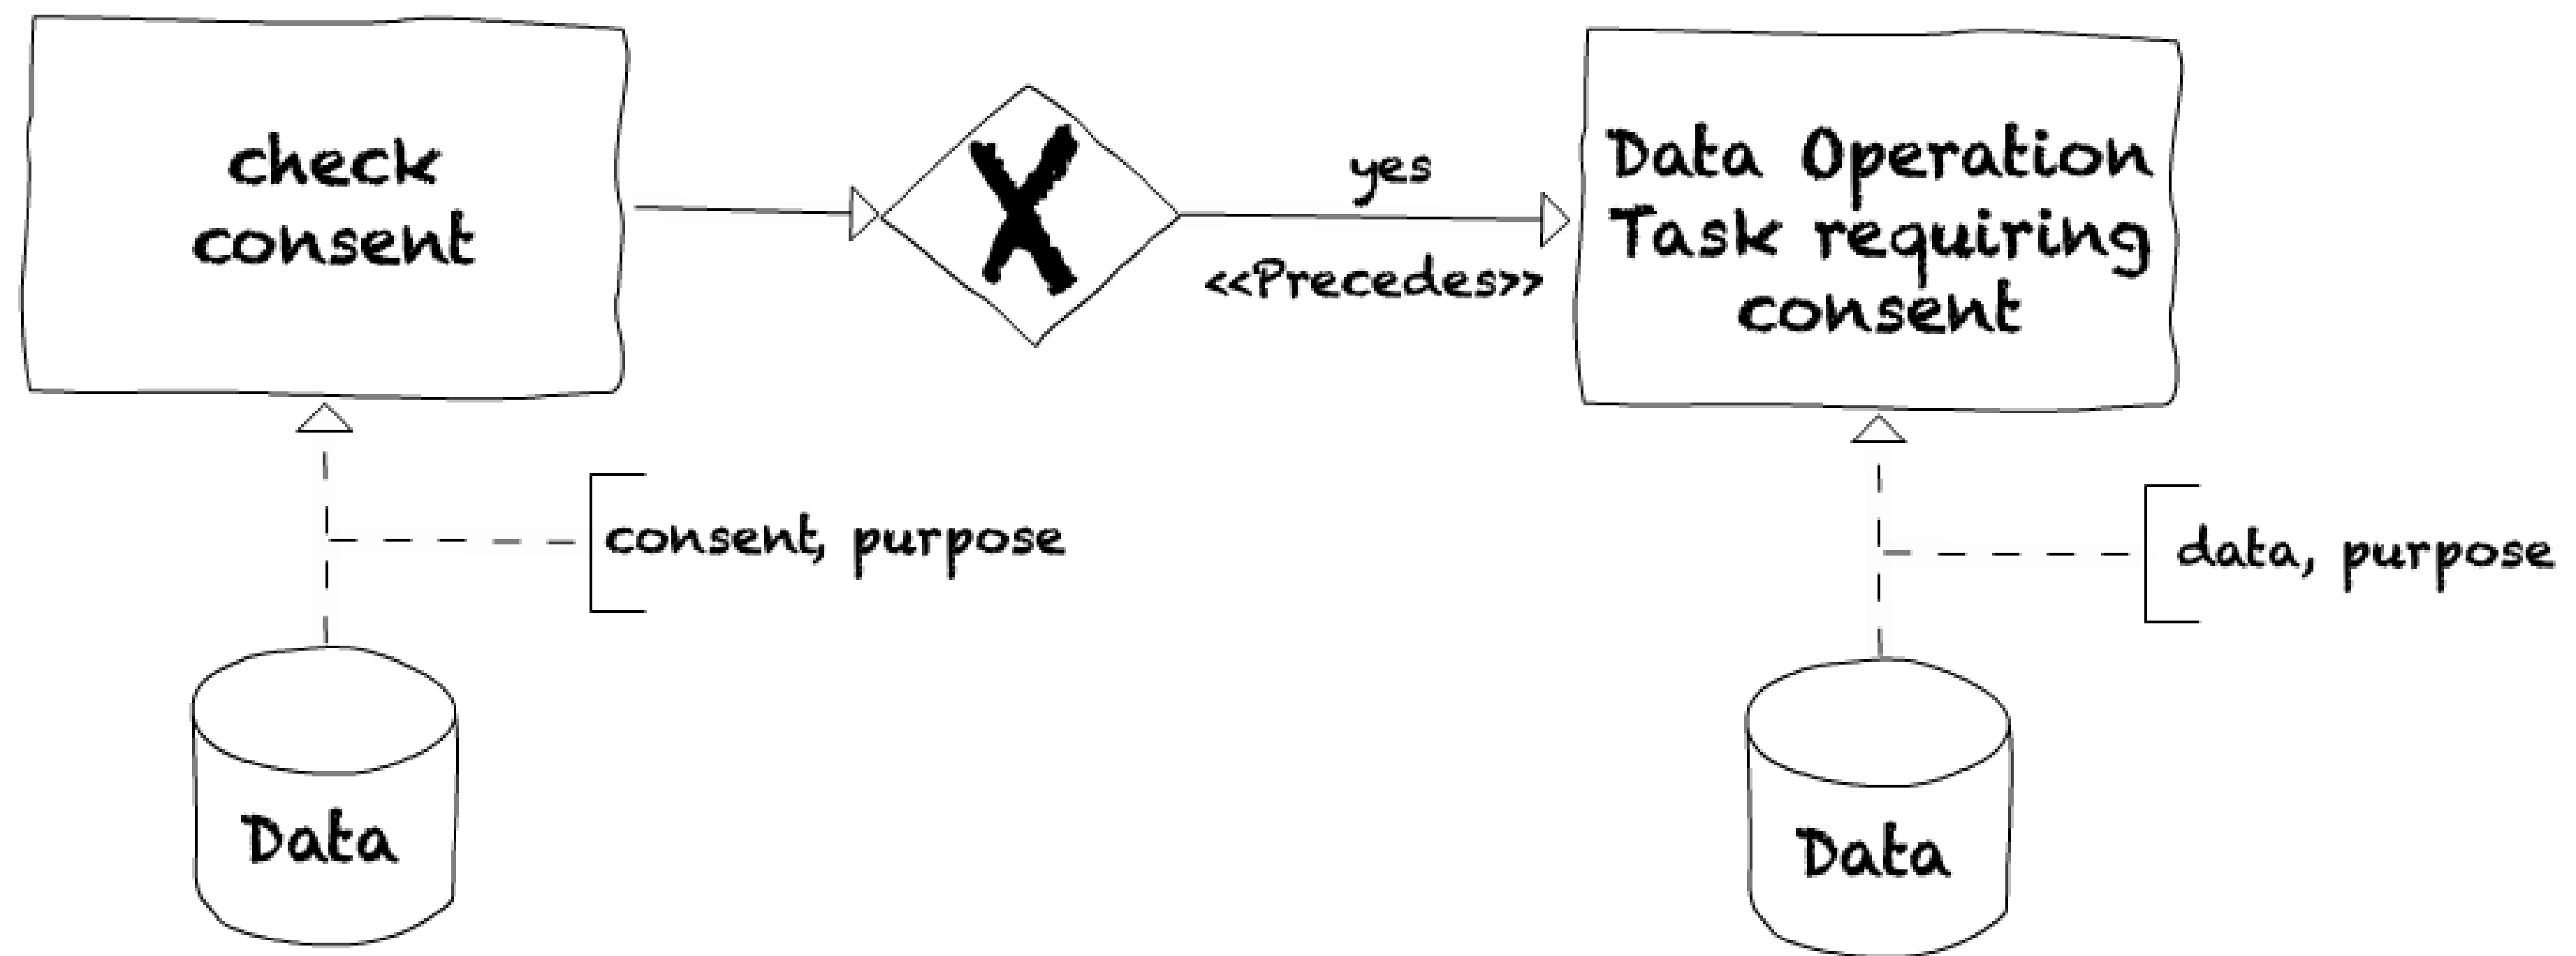 check
consent
X
yes
<<Precedes>>
Data Operation
Task requiring
consent
consent, purpose
data, purpose
Data
Data